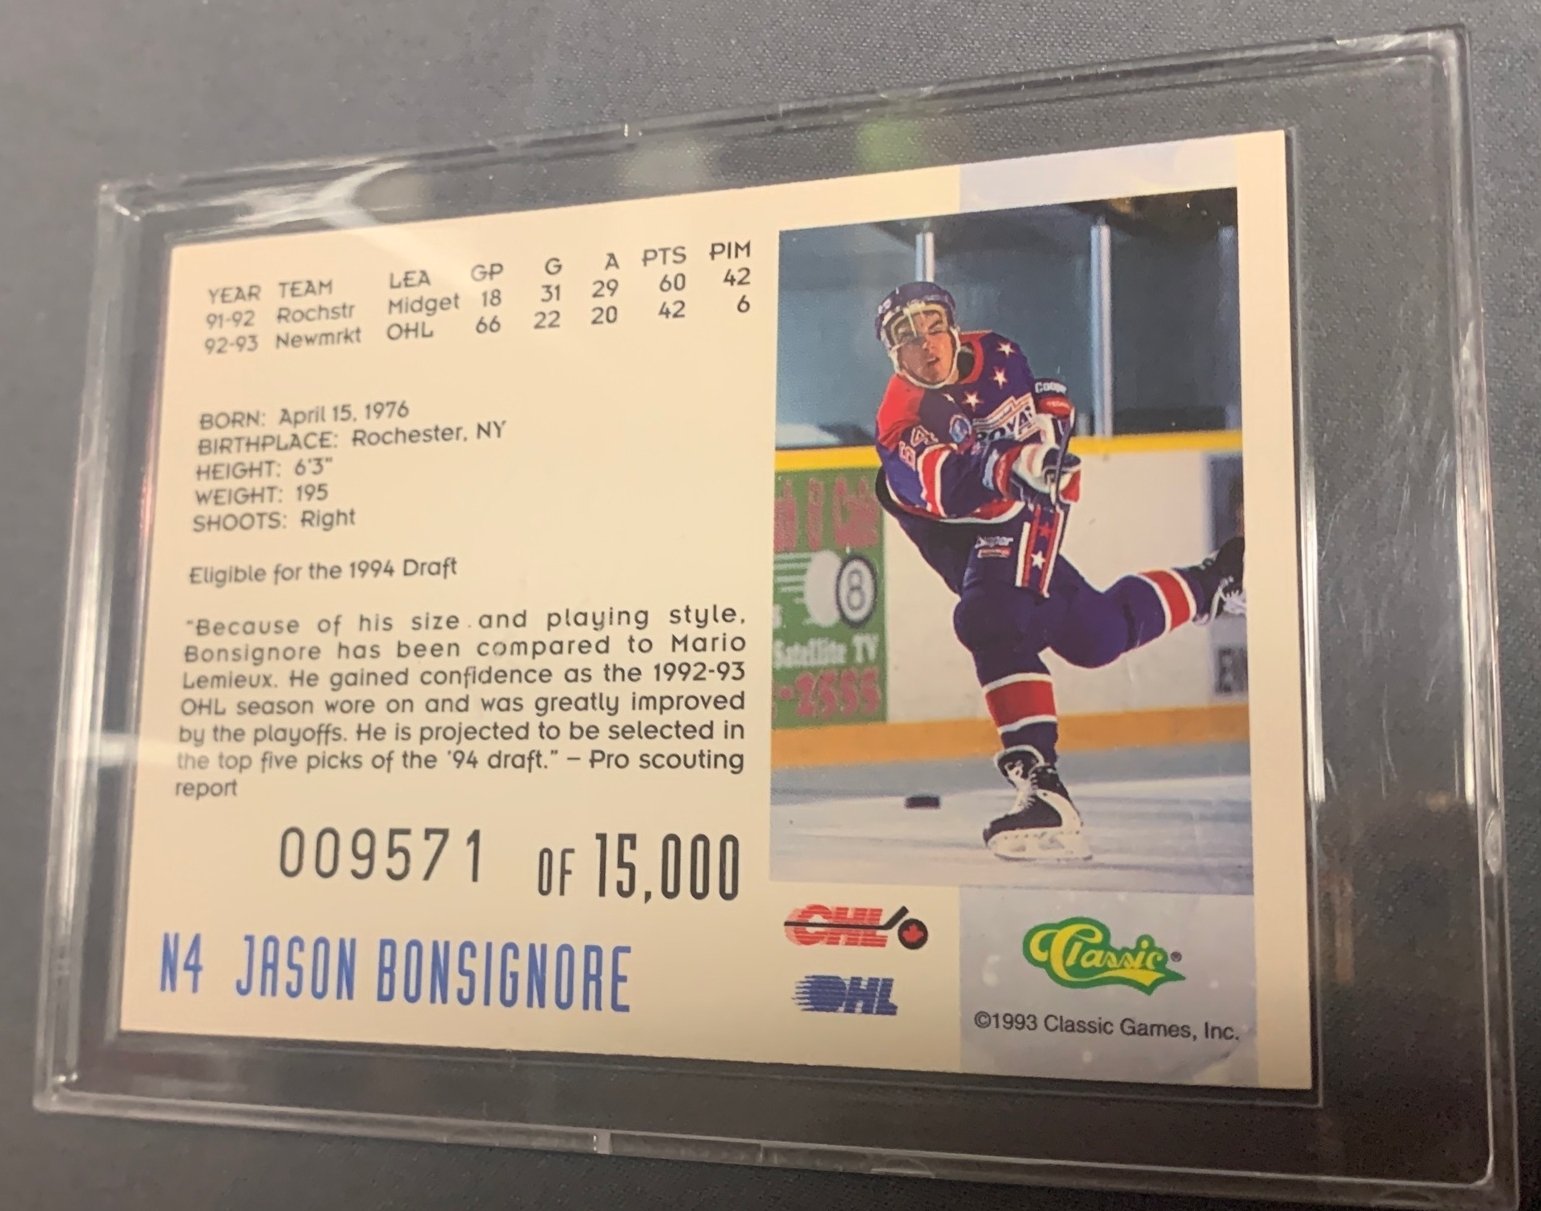 YEAR TEAM LEA GP G A PTS PIM
91-92 Rochstr Midget 18 31 29 60 42
92-93 Newmrkt OHL 66 22 20 42 6
BORN: April 15, 1976
BIRTHPLACE: Rochester, NY
HEIGHT: 6'3"
WEIGHT: 195
SHOOTS: Right
Eligible for the 1994 Draft
"Because of his size and playing style,
Bonsignore has been compared to Mario
Lemieux. He gained confidence as the 1992-93
OHL season wore on and was greatly improved
by the playoffs. He is projected to be selected in
the top five picks of the '94 draft." – Pro scouting
report
009571 OF 15,000
N4 JASON BONSIGNORE
Cooper
8
Satellite TV
-2555
CHL
OHL
Classic®
©1993 Classic Games, Inc.